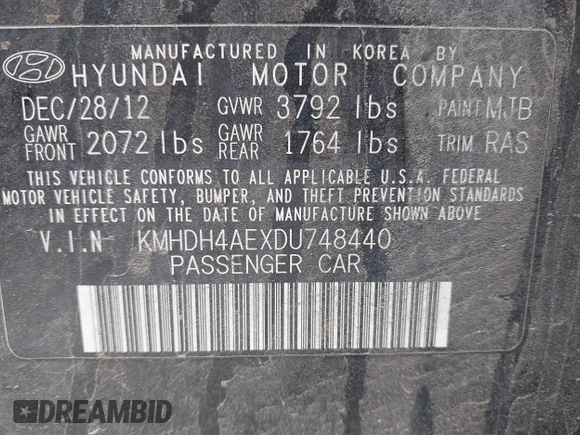 MANUFACTURED IN KOREA BY
HYUNDAI MOTOR COMPANY
DEC/28/12 GVWR 3792 lbs PAINT MJB
GAWR FRONT 2072 lbs GAWR REAR 1764 lbs TRIM RAS
THIS VEHICLE CONFORMS TO ALL APPLICABLE U.S.A. FEDERAL
MOTOR VEHICLE SAFETY, BUMPER, AND THEFT PREVENTION STANDARDS
IN EFFECT ON THE DATE OF MANUFACTURE SHOWN ABOVE
V.I.N KMHDH4AEXDU748440
PASSENGER CAR
DREAMBID